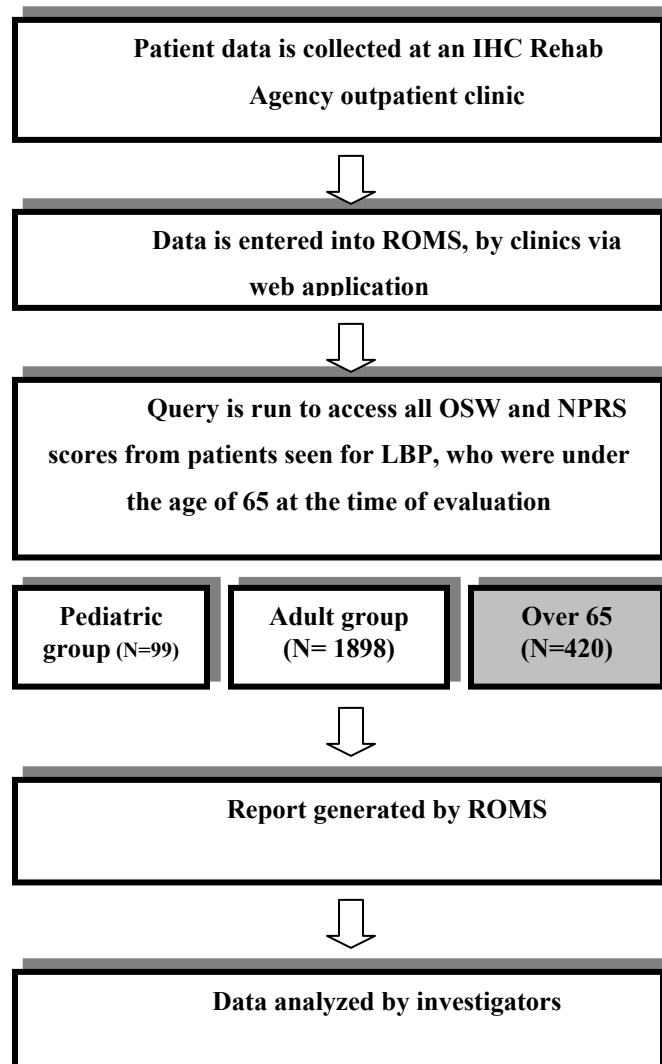 Patient data is collected at an IHC Rehab
Agency outpatient clinic
Data is entered into ROMS, by clinics via
web application
Query is run to access all OSW and NPRS
scores from patients seen for LBP, who were under
the age of 65 at the time of evaluation
Pediatric
group (N=99)
Adult group
(N= 1898)
Over 65
(N=420)
Report generated by ROMS
Data analyzed by investigators